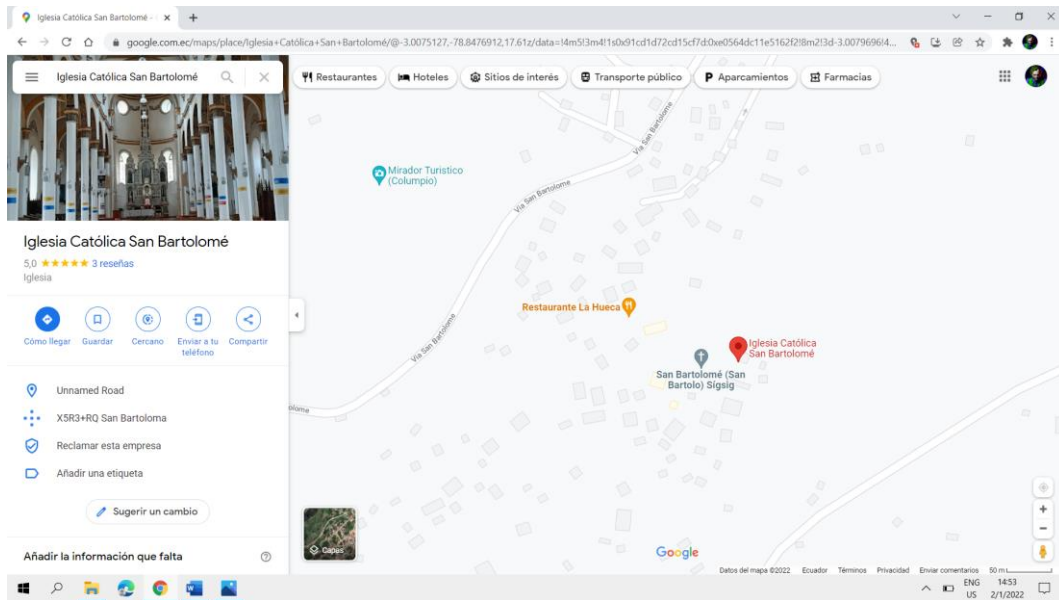 Iglesia Católica San Bartolomé -
google.com.ec/maps/place/Iglesia+Católica+San+Bartolomé/@-3.0075127,-78.8476912,17.61z/data=!4m5!3m4!1s0x91cd1d72cd15cf7d:0xe0564dc11e5162f2!8m2!3d-3.0079696!4...
Iglesia Católica San Bartolomé
Restaurantes
Hoteles
Sitios de interés
Transporte público
P Aparcamientos
Farmacias
Iglesia Católica San Bartolomé
5,0
3 reseñas
Iglesia
Cómo llegar
Guardar
Cercano
Enviar a tu
teléfono
Compartir
Unnamed Road
X5R3+RQ San Bartoloma
Reclamar esta empresa
Añadir una etiqueta
Sugerir un cambio
Añadir la información que falta
Vía San Bartolome
Mirador Turistico
(Columpio)
Vía San Bartolome
Restaurante La Hueca
Vía San Bartolome
Iglesia Católica
San Bartolomé
San Bartolomé (San
Bartolo) Sígsig
olome
Capas
Google
Datos del mapa ©2022
Ecuador
Términos
Privacidad
Enviar comentarios
50 m
ENG
US
14:53
2/1/2022